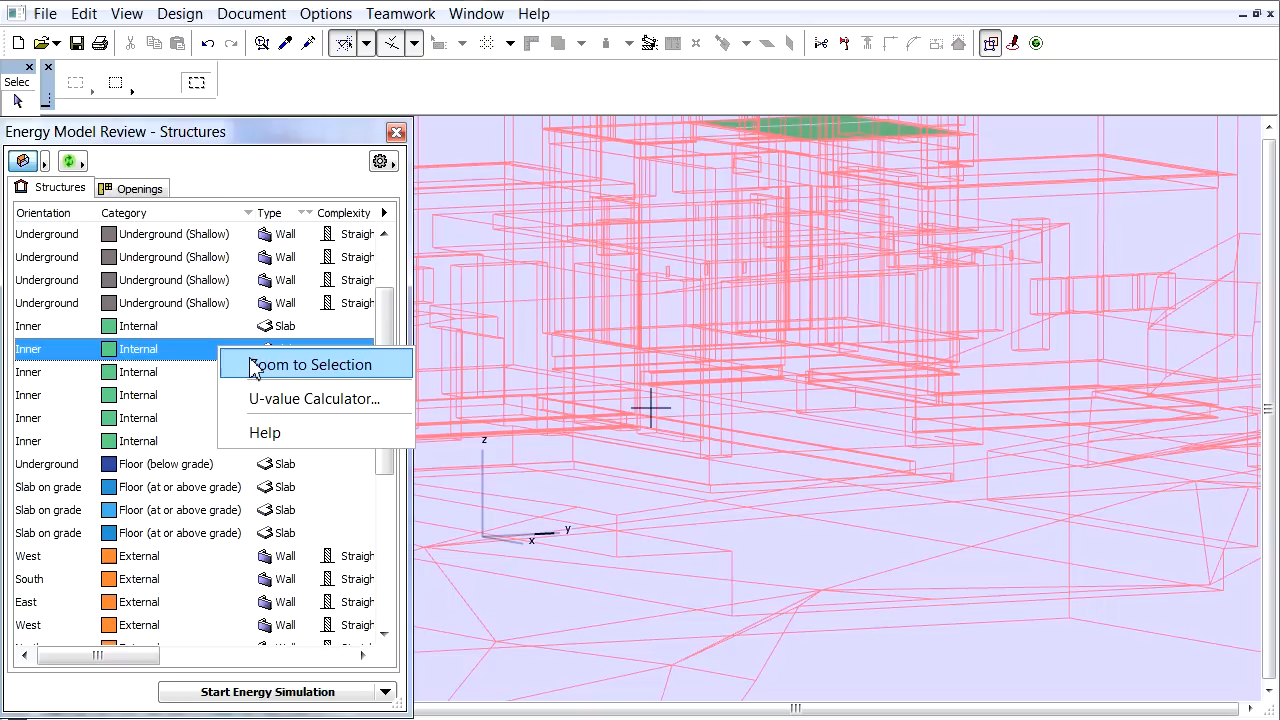 File Edit View Design Document Options Teamwork Window Help
Selec
Energy Model Review - Structures
Structures Openings
Orientation Category Type Complexity
Underground Underground (Shallow) Wall Straigh
Underground Underground (Shallow) Wall Straigh
Underground Underground (Shallow) Wall Straigh
Underground Underground (Shallow) Wall Straigh
Inner Internal Slab
Inner Internal
Inner Internal
Inner Internal
Inner Internal
Inner Internal
Zoom to Selection
U-value Calculator...
Help
Underground Floor (below grade) Slab
Slab on grade Floor (at or above grade) Slab
Slab on grade Floor (at or above grade) Slab
Slab on grade Floor (at or above grade) Slab
West External Wall Straigh
South External Wall Straigh
East External Wall Straigh
West External Wall Straigh
Start Energy Simulation
z
y
x